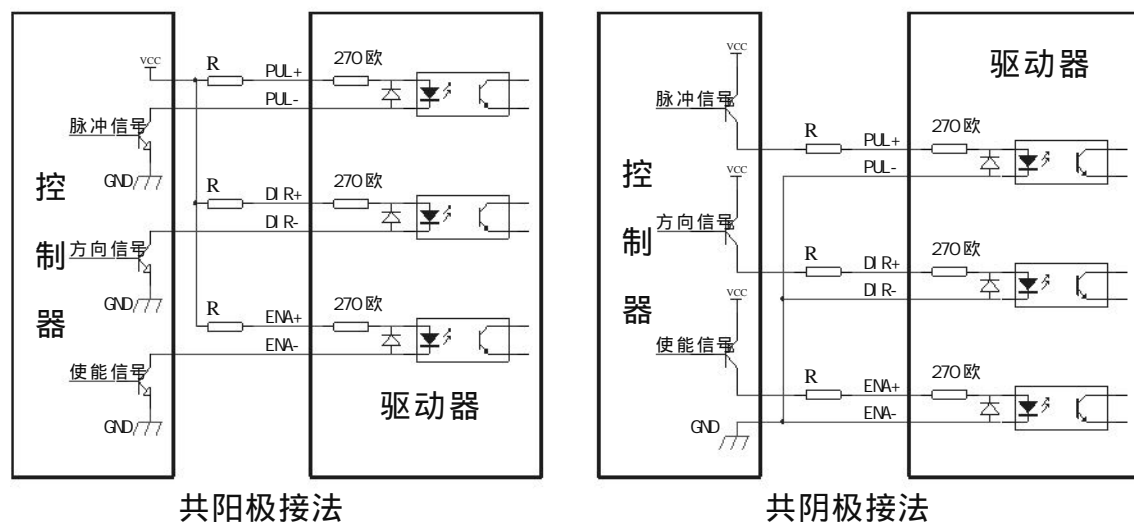 VCC
R
PUL+
270欧
PUL-
脉冲信号
GND
R
DIR+
270欧
DIR-
方向信号
GND
R
ENA+
270欧
ENA-
使能信号
GND
控制器
驱动器
共阳极接法
VCC
脉冲信号
R
PUL+
270欧
PUL-
VCC
方向信号
R
DIR+
270欧
DIR-
VCC
使能信号
R
ENA+
270欧
ENA-
GND
控制器
驱动器
共阴极接法